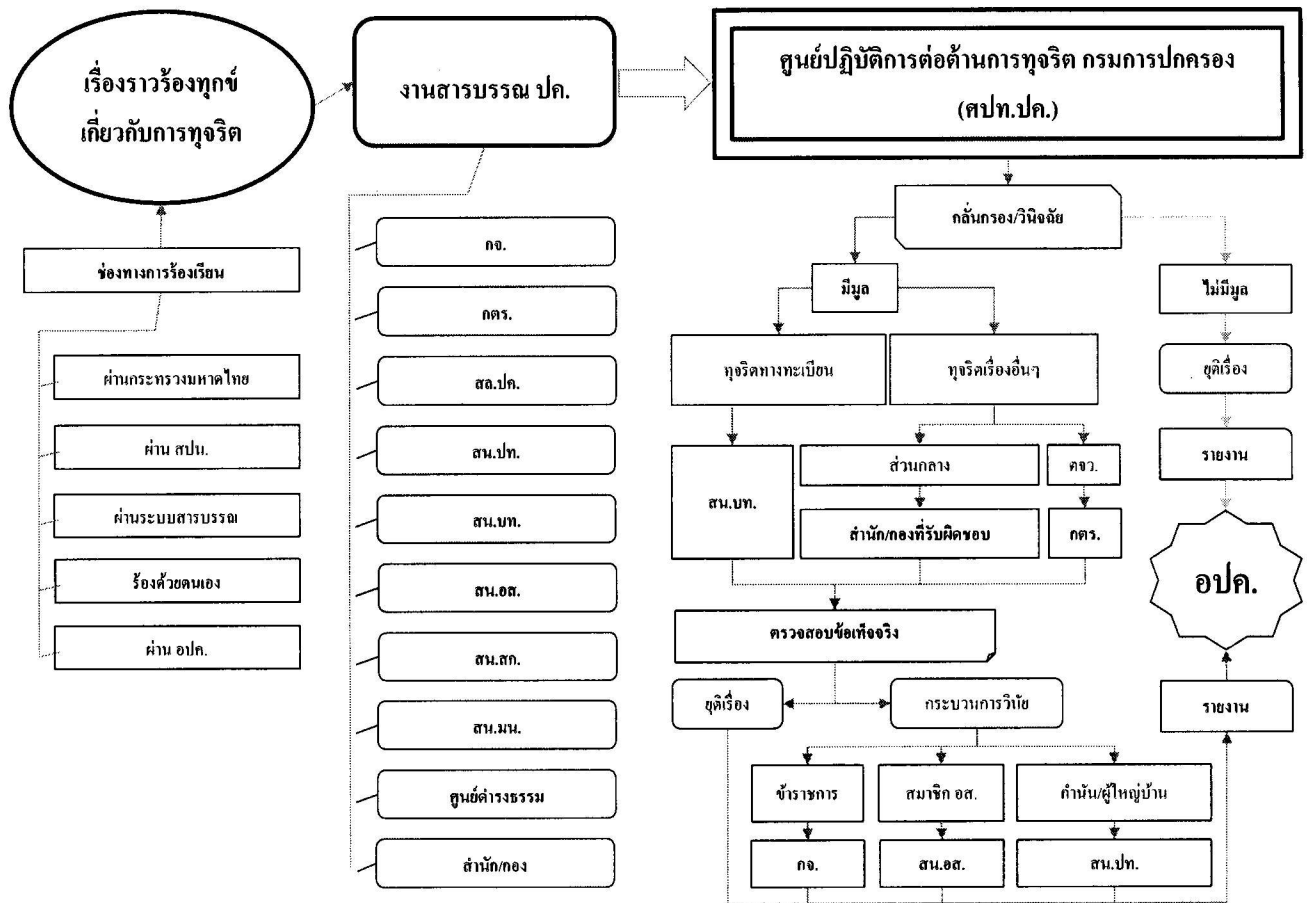 เรื่องราวร้องทุกข์
เกี่ยวกับการทุจริต
งานสารบรรณ ปค.
ศูนย์ปฏิบัติการต่อต้านการทุจริต กรมการปกครอง
(ศปท.ปค.)
ช่องทางการร้องเรียน
ผ่านกระทรวงมหาดไทย
ผ่าน สปน.
ผ่านระบบสารบรรณ
ร้องด้วยตนเอง
ผ่าน อปค.
กจ.
กตร.
สล.ปค.
สน.ปท.
สน.บท.
สน.อส.
สน.สก.
สน.มน.
ศูนย์ดำรงธรรม
สำนัก/กอง
กลั่นกรอง/วินิจฉัย
มีมูล
ไม่มีมูล
ทุจริตทางทะเบียน
ทุจริตเรื่องอื่นๆ
ยุติเรื่อง
รายงาน
สน.บท.
ส่วนกลาง
ตจว.
สำนัก/กองที่รับผิดชอบ
กตร.
อปค.
ตรวจสอบข้อเท็จจริง
ยุติเรื่อง
กระบวนการวินัย
รายงาน
ข้าราชการ
สมาชิก อส.
กำนัน/ผู้ใหญ่บ้าน
กจ.
สน.อส.
สน.ปท.